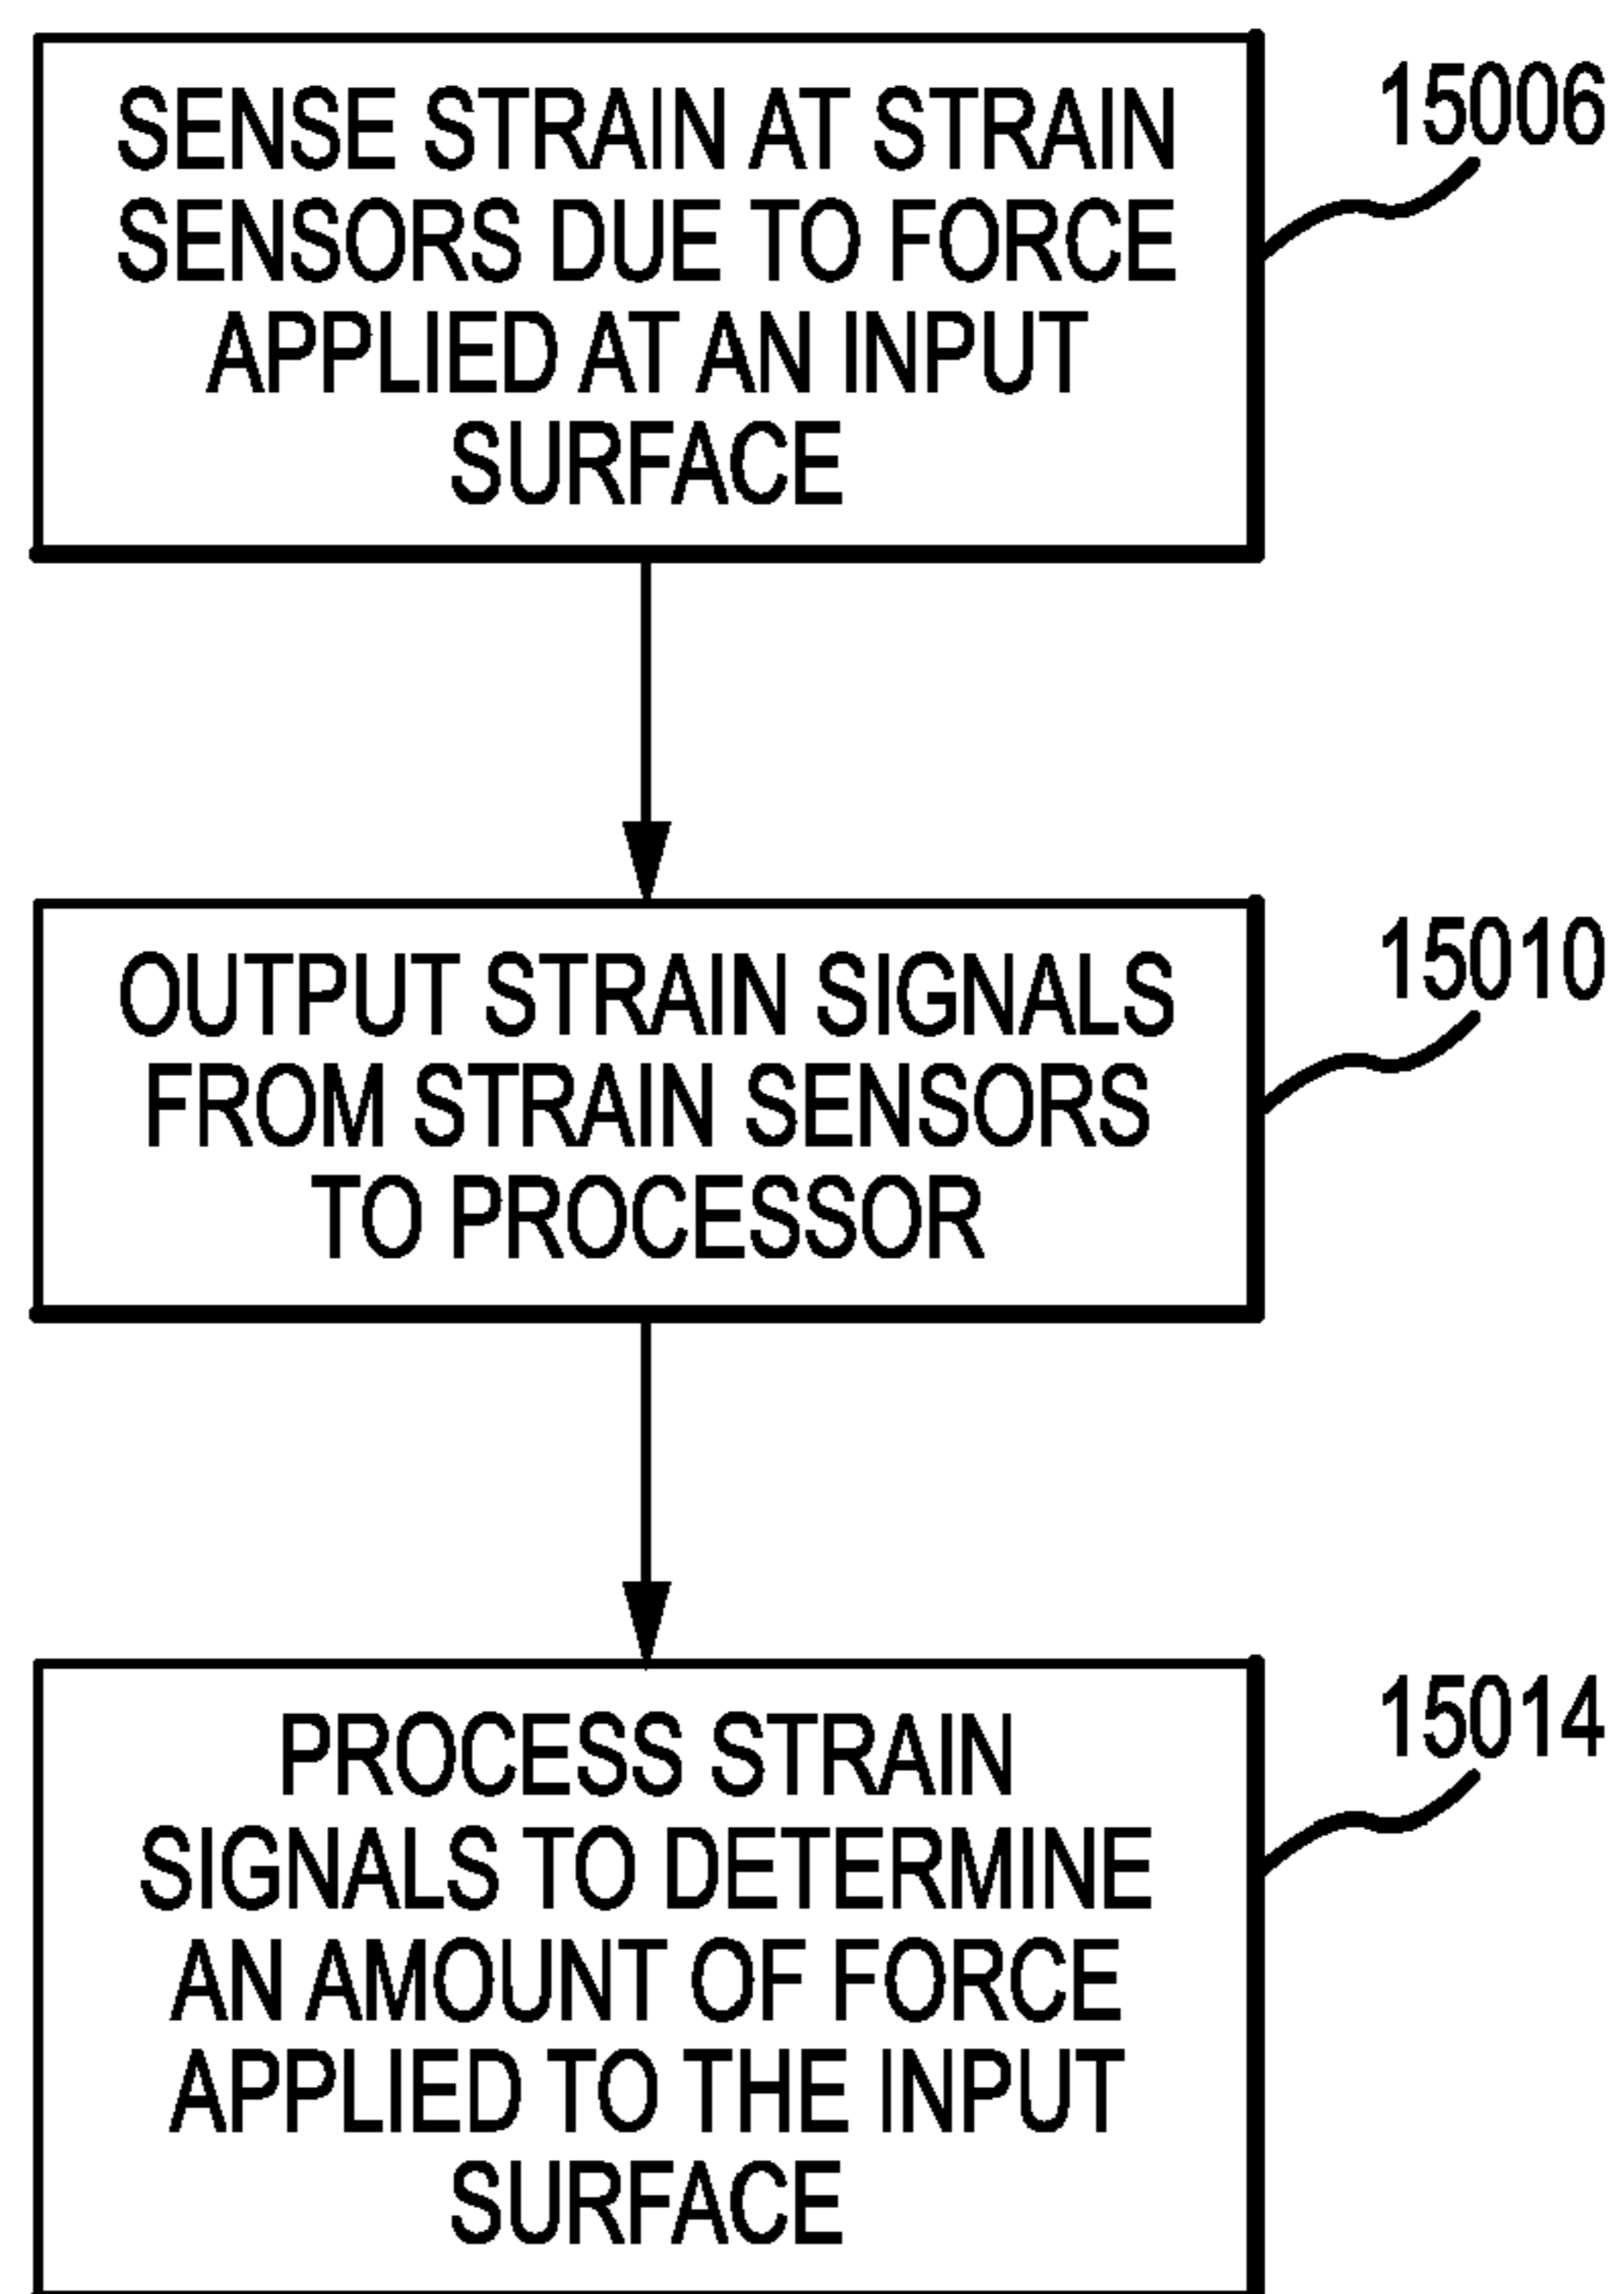 SENSE STRAIN AT STRAIN
SENSORS DUE TO FORCE
APPLIED AT AN INPUT
SURFACE
15006
OUTPUT STRAIN SIGNALS
FROM STRAIN SENSORS
TO PROCESSOR
15010
PROCESS STRAIN
SIGNALS TO DETERMINE
AN AMOUNT OF FORCE
APPLIED TO THE INPUT
SURFACE
15014